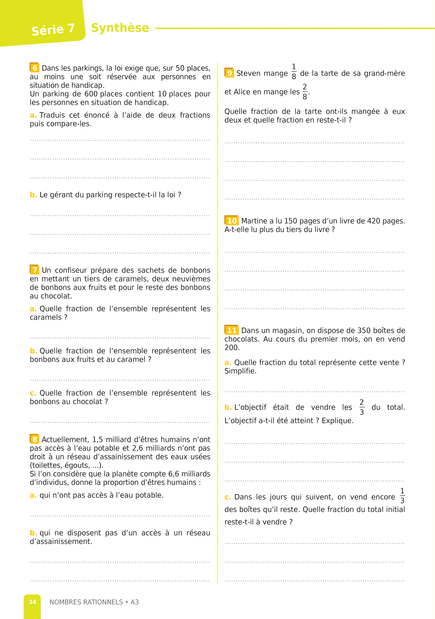 Série 7
Synthèse
6 Dans les parkings, la loi exige que, sur 50 places,
au moins une soit réservée aux personnes en
situation de handicap.
Un parking de 600 places contient 10 places pour
les personnes en situation de handicap.
a. Traduis cet énoncé à l'aide de deux fractions
puis compare-les.
b. Le gérant du parking respecte-t-il la loi ?
7 Un confiseur prépare des sachets de bonbons
en mettant un tiers de caramels, deux neuvièmes
de bonbons aux fruits et pour le reste des bonbons
au chocolat.
a. Quelle fraction de l'ensemble représentent les
caramels ?
b. Quelle fraction de l'ensemble représentent les
bonbons aux fruits et au caramel ?
c. Quelle fraction de l'ensemble représentent les
bonbons au chocolat ?
8 Actuellement, 1,5 milliard d'êtres humains n'ont
pas accès à l'eau potable et 2,6 milliards n'ont pas
droit à un réseau d'assainissement des eaux usées
(toilettes, égouts, ...).
Si l'on considère que la planète compte 6,6 milliards
d'individus, donne la proportion d'êtres humains :
a. qui n'ont pas accès à l'eau potable.
b. qui ne disposent pas d'un accès à un réseau
d'assainissement.
9 Steven mange 1/8 de la tarte de sa grand-mère
et Alice en mange les 2/8.
Quelle fraction de la tarte ont-ils mangée à eux
deux et quelle fraction en reste-t-il ?
10 Martine a lu 150 pages d'un livre de 420 pages.
A-t-elle lu plus du tiers du livre ?
11 Dans un magasin, on dispose de 350 boîtes de
chocolats. Au cours du premier mois, on en vend
200.
a. Quelle fraction du total représente cette vente ?
Simplifie.
b. L'objectif était de vendre les 2/3 du total.
L'objectif a-t-il été atteint ? Explique.
c. Dans les jours qui suivent, on vend encore 1/3
des boîtes qu'il reste. Quelle fraction du total initial
reste-t-il à vendre ?
34 NOMBRES RATIONNELS • A3